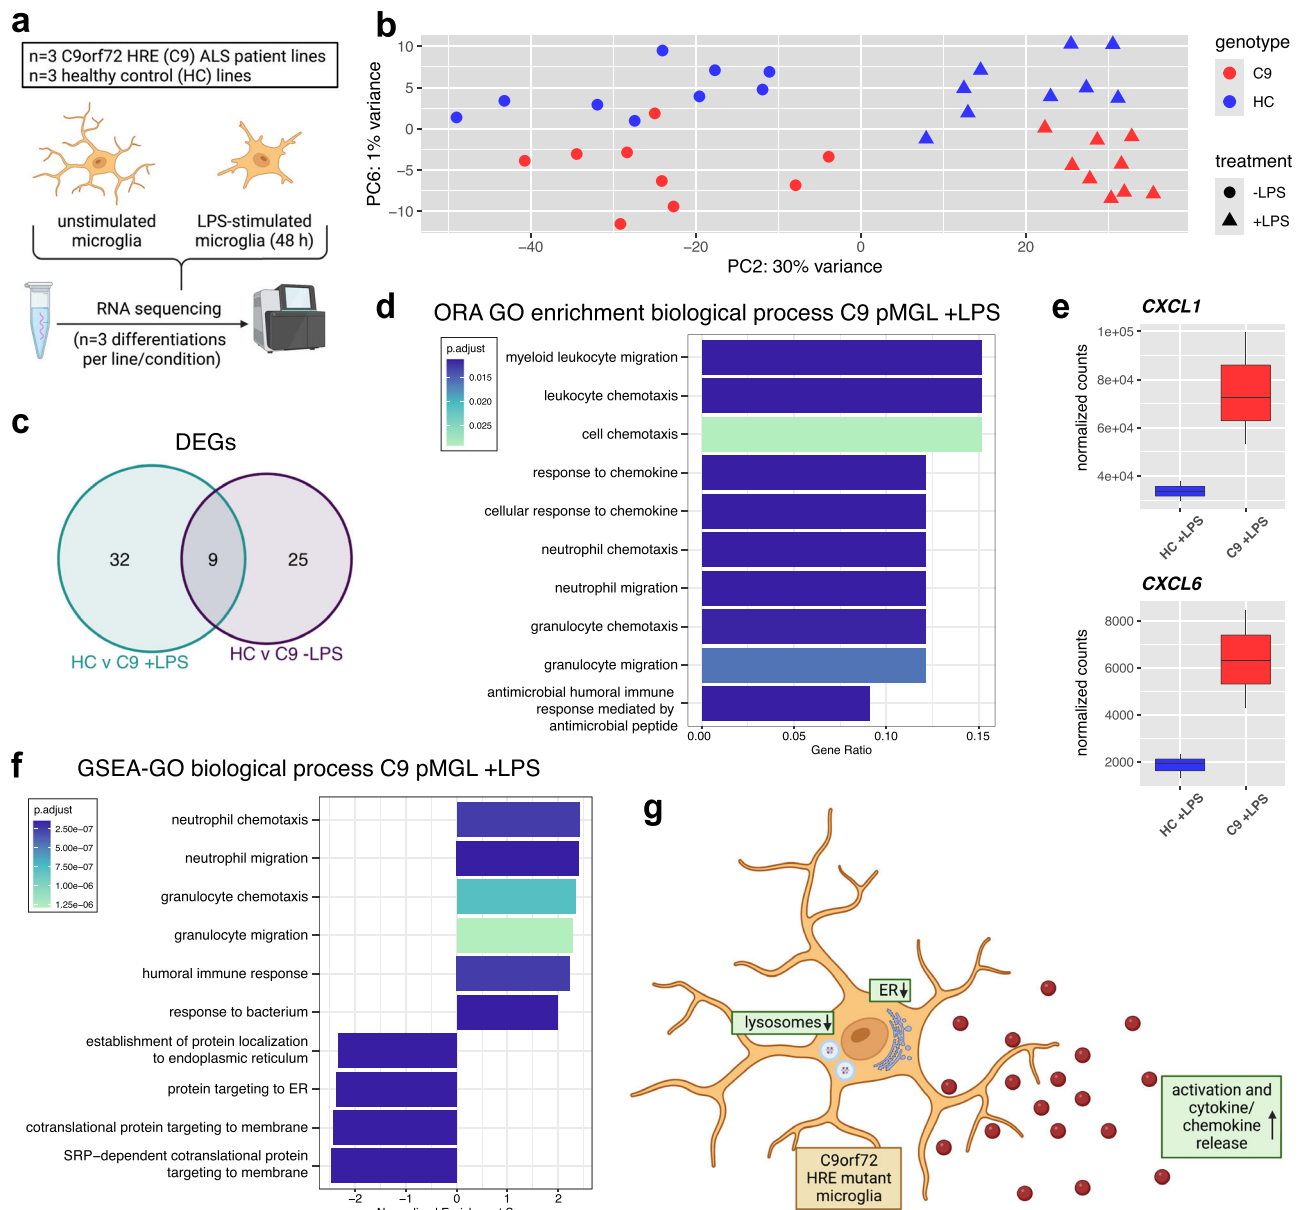 a
n=3 C9orf72 HRE (C9) ALS patient lines
n=3 healthy control (HC) lines
unstimulated
microglia
LPS-stimulated
microglia (48 h)
RNA sequencing
(n=3 differentiations
per line/condition)
b
PC6: 1% variance
10
5
0
−5
−10
−40
−20
0
20
PC2: 30% variance
genotype
C9
HC
treatment
-LPS
+LPS
c
DEGs
32
9
25
HC v C9 +LPS
HC v C9 -LPS
d
ORA GO enrichment biological process C9 pMGL +LPS
p.adjust
0.015
0.020
0.025
myeloid leukocyte migration
leukocyte chemotaxis
cell chemotaxis
response to chemokine
cellular response to chemokine
neutrophil chemotaxis
neutrophil migration
granulocyte chemotaxis
granulocyte migration
antimicrobial humoral immune
response mediated by
antimicrobial peptide
0.00
0.05
0.10
0.15
Gene Ratio
e
CXCL1
normalized counts
1e+05
8e+04
6e+04
4e+04
HC +LPS
C9 +LPS
CXCL6
normalized counts
8000
6000
4000
2000
HC +LPS
C9 +LPS
f
GSEA-GO biological process C9 pMGL +LPS
p.adjust
2.50e−07
5.00e−07
7.50e−07
1.00e−06
1.25e−06
neutrophil chemotaxis
neutrophil migration
granulocyte chemotaxis
granulocyte migration
humoral immune response
response to bacterium
establishment of protein localization
to endoplasmic reticulum
protein targeting to ER
cotranslational protein targeting to membrane
SRP−dependent cotranslational protein
targeting to membrane
−2
−1
0
1
2
g
ER
lysosomes
activation and
cytokine/
chemokine
release
C9orf72
HRE mutant
microglia